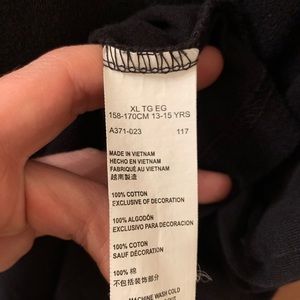 XL TG EG
158-170CM 13-15 YRS
A371-023 117
MADE IN VIETNAM
HECHO EN VIETNAM
FABRIQUÉ AU VIETNAM
越南製造
100% COTTON
EXCLUSIVE OF DECORATION
100% ALGODÓN
EXCLUSIVO PARA DECORACION
100% COTON
SAUF DÉCORATION
100% 棉
不包括装飾部分
MACHINE WASH COLD